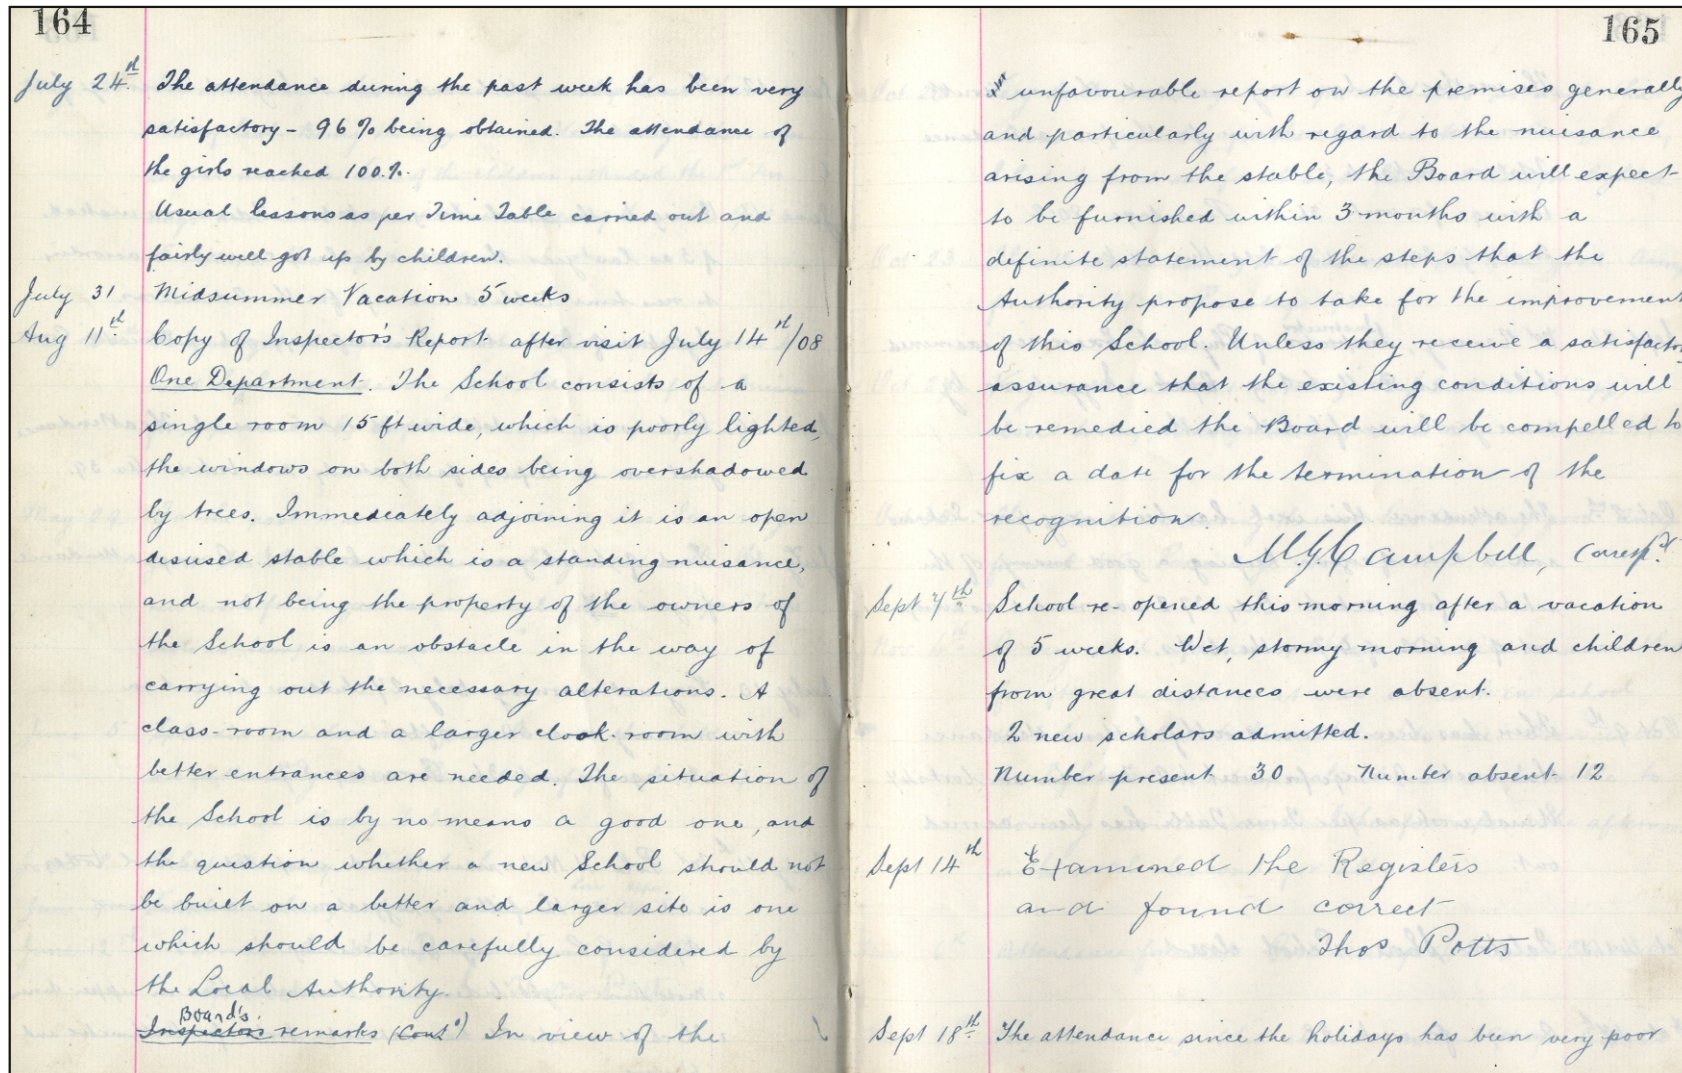 164
July 24th The attendance during the past week has been very
satisfactory - 96 % being obtained. The attendance of
the girls reached 100 %.
Usual lessons as per Time Table carried out and
fairly well got up by children.
July 31 Midsummer Vacation 5 weeks
Aug 11th Copy of Inspector's Report after visit July 14th/08
One Department. The School consists of a
single room 15 ft wide, which is poorly lighted,
the windows on both sides being overshadowed
by trees. Immediately adjoining it is an open
disused stable which is a standing nuisance,
and not being the property of the owners of
the School is an obstacle in the way of
carrying out the necessary alterations. A
class-room and a larger cloak-room with
better entrances are needed. The situation of
the School is by no means a good one, and
the question whether a new School should not
be built on a better and larger site is one
which should be carefully considered by
the Local Authority.
Board's
Inspectors remarks (Contd) In view of the
165
unfavourable report on the premises generally
and particularly with regard to the nuisance
arising from the stable, the Board will expect
to be furnished within 3 months with a
definite statement of the steps that the
Authority propose to take for the improvement
of this School. Unless they receive a satisfactor
assurance that the existing conditions will
be remedied the Board will be compelled to
fix a date for the termination of the
recognition.
Campbell,
Sept 7th School re-opened this morning after a vacation
of 5 weeks. Wet, stormy morning and children
from great distances were absent.
2 new scholars admitted.
Number present 30 Number absent 12
Sept 14th Examined the Registers
and found correct
Thos Potts
Sept 18th The attendance since the holidays has been very poor